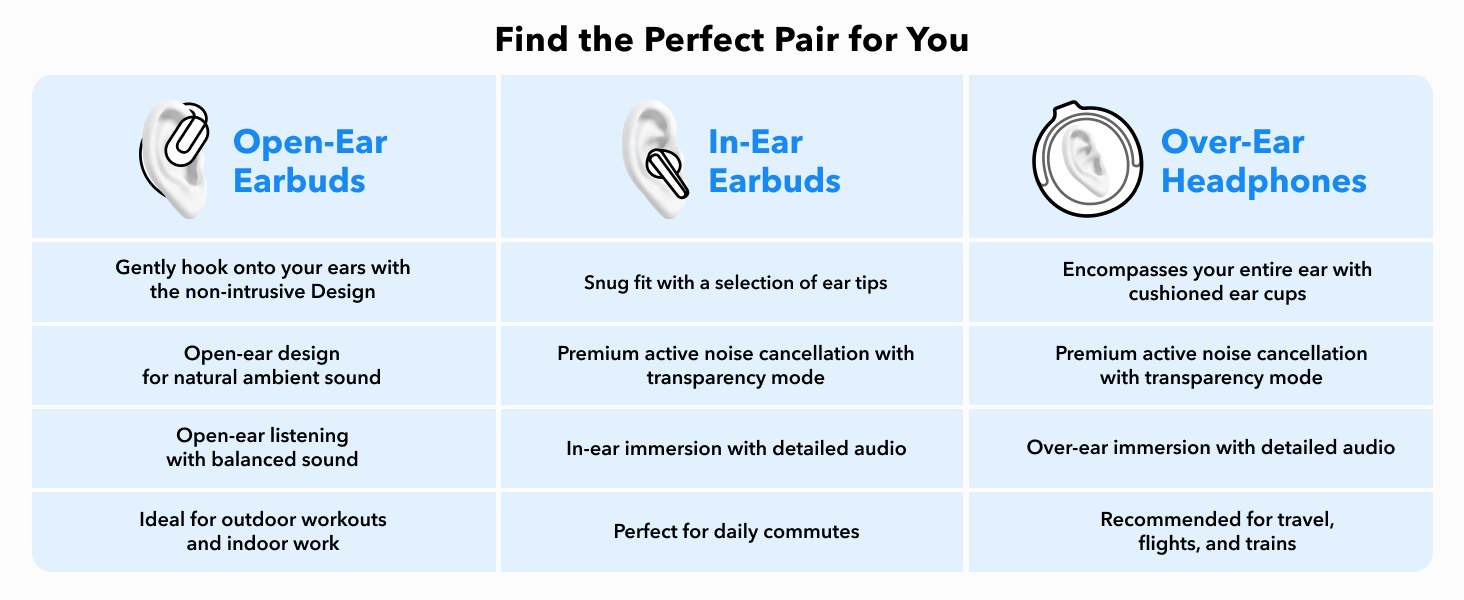 Find the Perfect Pair for You
Open-Ear
Earbuds
In-Ear
Earbuds
Over-Ear
Headphones
Gently hook onto your ears with
the non-intrusive Design
Snug fit with a selection of ear tips
Encompasses your entire ear with
cushioned ear cups
Open-ear design
for natural ambient sound
Premium active noise cancellation with
transparency mode
Premium active noise cancellation
with transparency mode
Open-ear listening
with balanced sound
In-ear immersion with detailed audio
Over-ear immersion with detailed audio
Ideal for outdoor workouts
and indoor work
Perfect for daily commutes
Recommended for travel,
flights, and trains